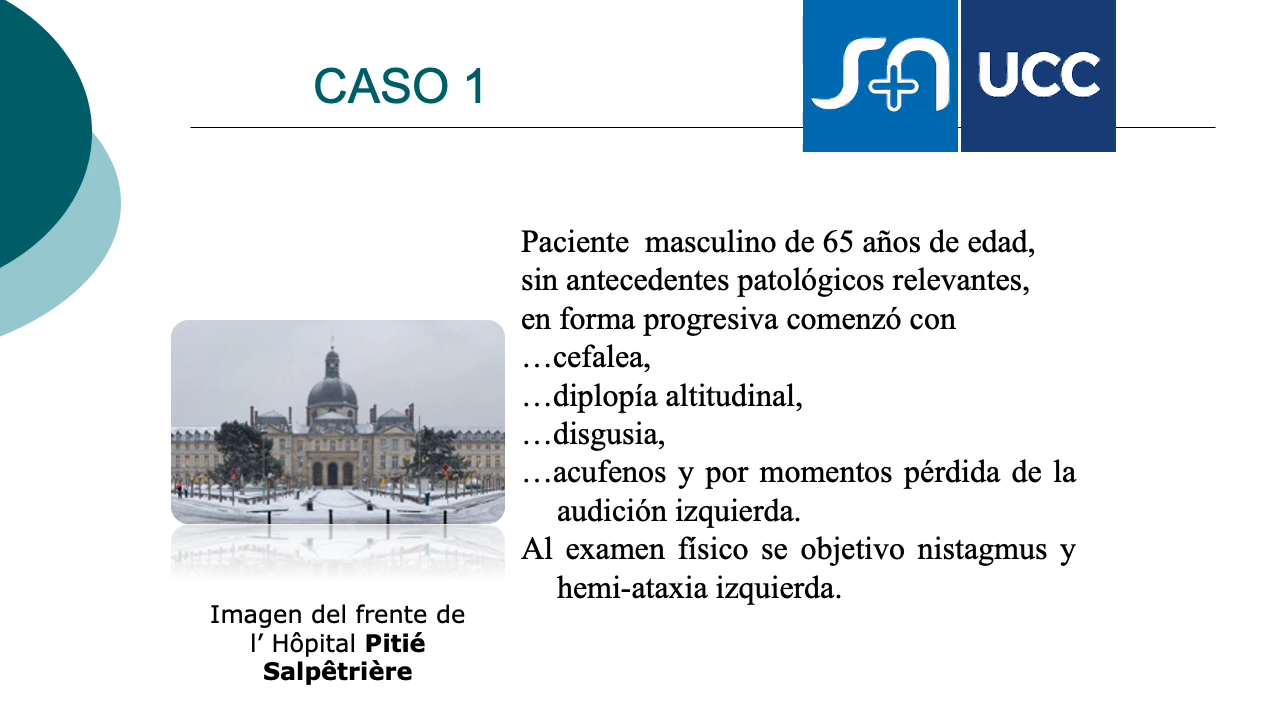 CASO 1
UCC
Paciente masculino de 65 años de edad,
sin antecedentes patológicos relevantes,
en forma progresiva comenzó con
…cefalea,
…diplopía altitudinal,
…disgusia,
…acufenos y por momentos pérdida de la
audición izquierda.
Al examen físico se objetivo nistagmus y
hemi-ataxia izquierda.
Imagen del frente de
l’ Hôpital Pitié
Salpêtrière